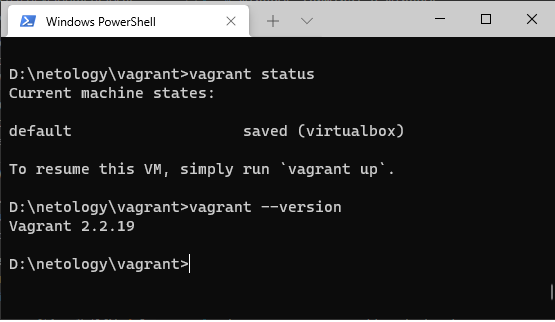 Windows PowerShell
D:\netology\vagrant>vagrant status
Current machine states:
default                   saved (virtualbox)
To resume this VM, simply run `vagrant up`.
D:\netology\vagrant>vagrant --version
Vagrant 2.2.19
D:\netology\vagrant>